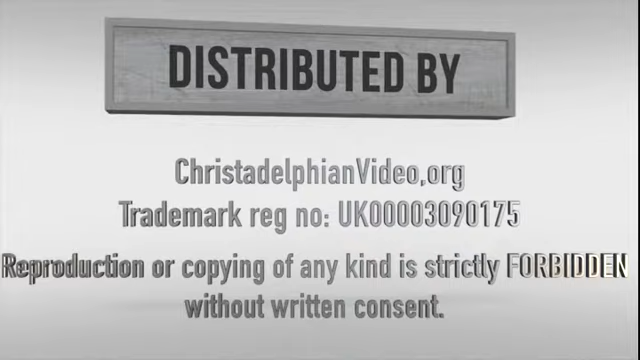 DISTRIBUTED BY
ChristadelphianVideo.org
Trademark reg no: UK00003090175
Reproduction or copying of any kind is strictly FORBIDDEN
without written consent.